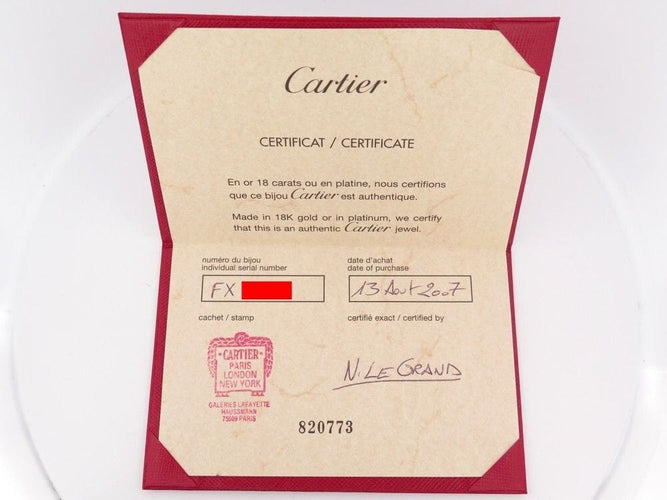 Cartier
CERTIFICAT / CERTIFICATE
En or 18 carats ou en platine, nous certifions
que ce bijou Cartier est authentique.
Made in 18K gold or in platinum, we certify
that this is an authentic Cartier jewel.
numéro du bijou
individual serial number
FX
date d'achat
date of purchase
13 Aout 2007
cachet / stamp
certifié exact / certified by
CARTIER
PARIS
LONDON
NEW YORK
GALERIES LAFAYETTE
HAUSSMANN
75009 PARIS
N. LE GRAND
820773